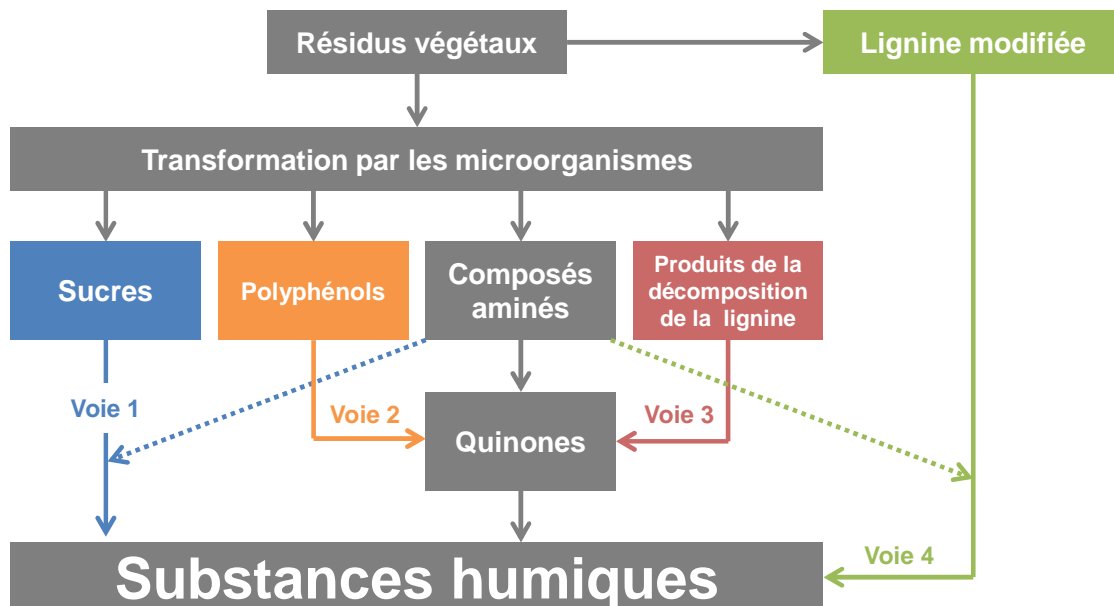 Résidus végétaux
Lignine modifiée
Transformation par les microorganismes
Sucres
Polyphénols
Composés
aminés
Produits de la
décomposition
de la lignine
Voie 1
Voie 2
Voie 3
Quinones
Voie 4
Substances humiques